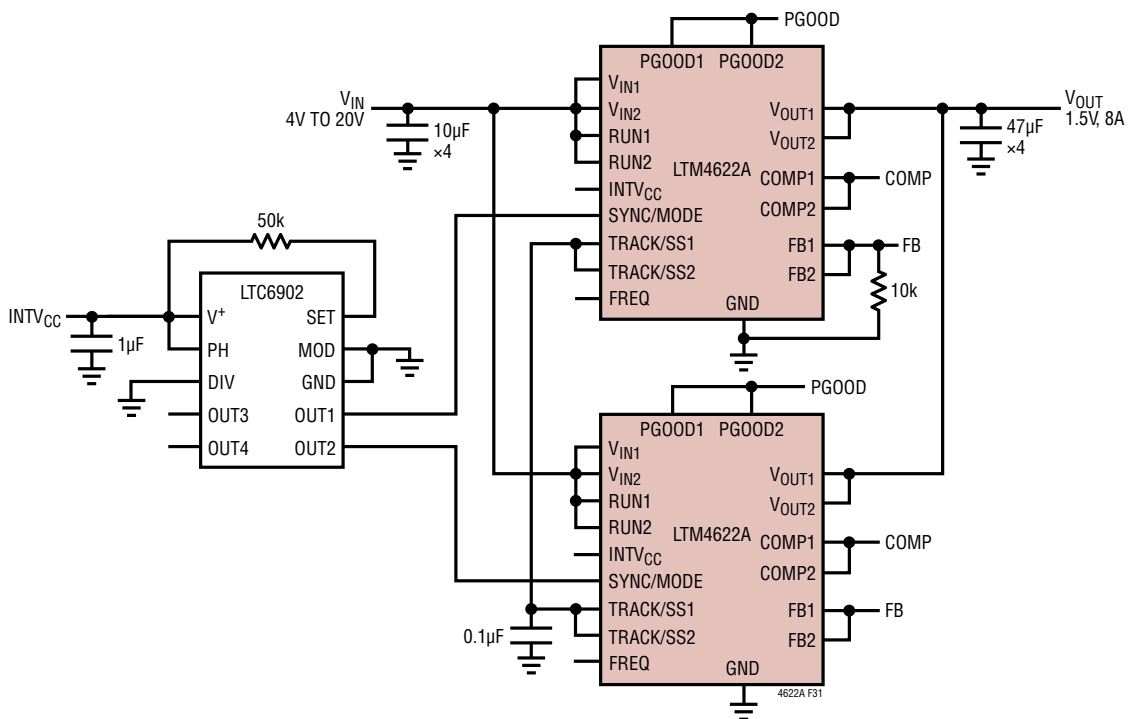 PGOOD
PGOOD1 PGOOD2
VIN
4V TO 20V
10µF
×4
VIN1
VIN2
RUN1
RUN2
INTVCC
SYNC/MODE
TRACK/SS1
TRACK/SS2
FREQ
LTM4622A
GND
VOUT1
VOUT2
COMP1
COMP2
FB1
FB2
COMP
FB
10k
VOUT
1.5V, 8A
47µF
×4
50k
LTC6902
INTVCC
1µF
V+
PH
DIV
OUT3
OUT4
SET
MOD
GND
OUT1
OUT2
PGOOD
PGOOD1 PGOOD2
VIN1
VIN2
RUN1
RUN2
INTVCC
SYNC/MODE
TRACK/SS1
TRACK/SS2
FREQ
LTM4622A
GND
VOUT1
VOUT2
COMP1
COMP2
FB1
FB2
COMP
FB
0.1µF
4622A F31